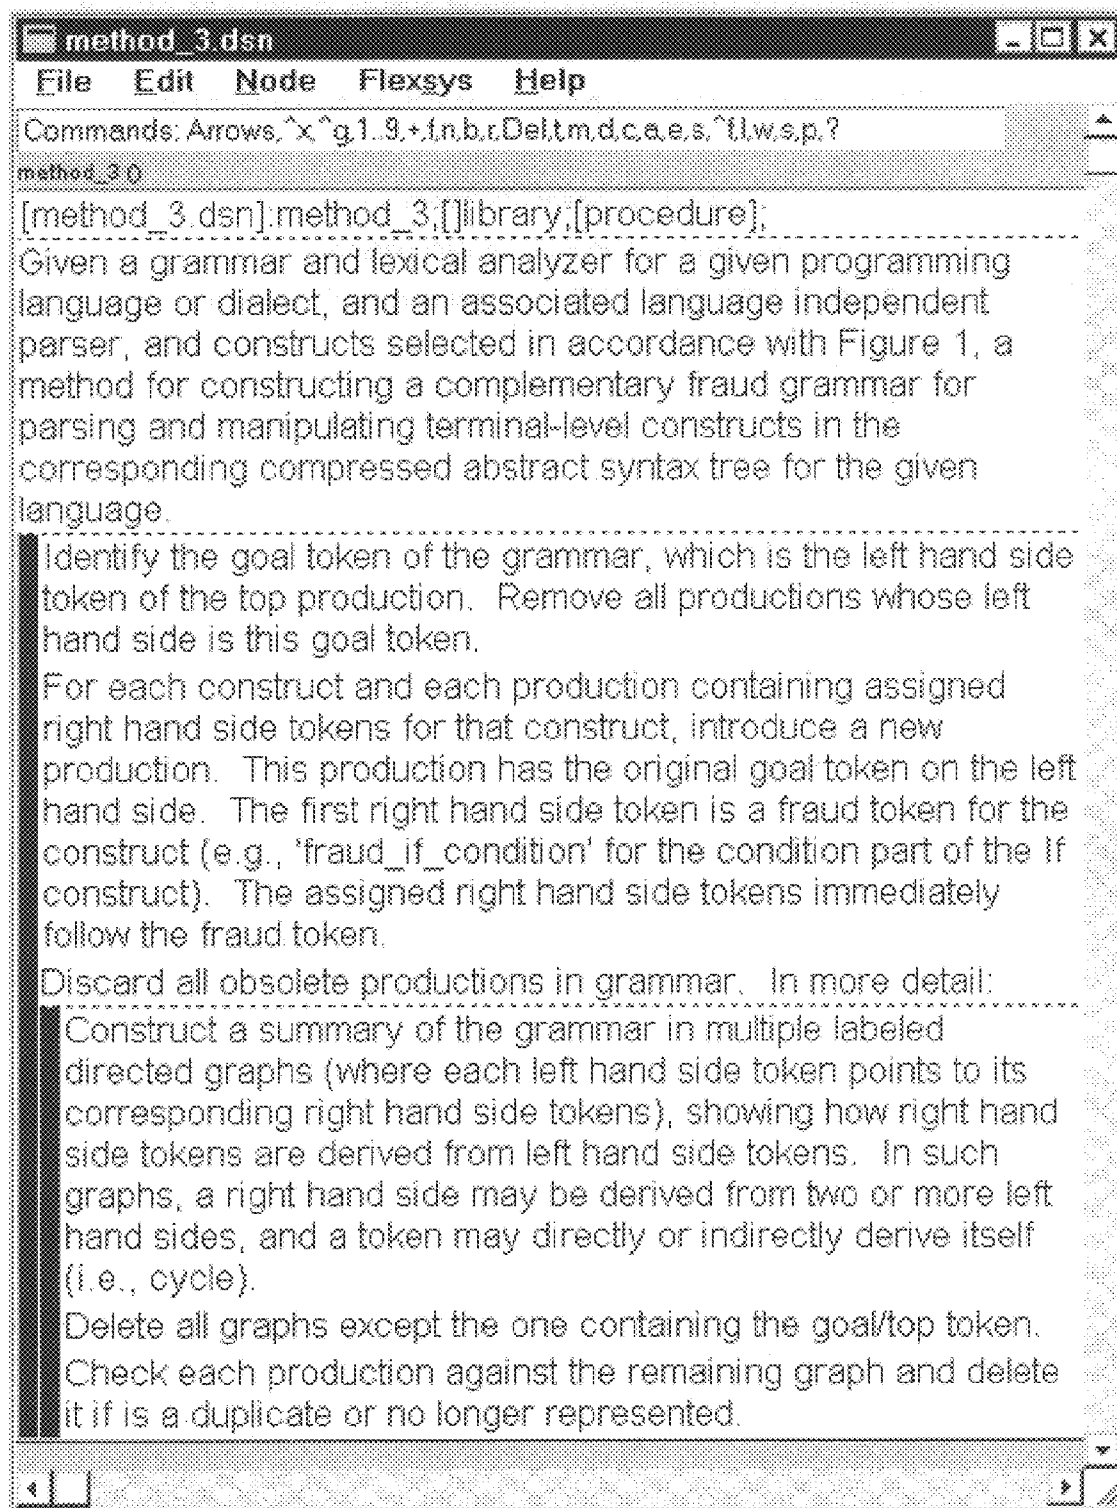 method_3.dsn
File Edit Node Flexsys Help
Commands: Arrows,^x,^g,1..9,+,f,n,b,r,Del,t,m,d,c,a,e,s,^f,l,w,s,p,?
method_3 ()
[method_3.dsn]:method_3;[]library;[procedure];
Given a grammar and lexical analyzer for a given programming
language or dialect, and an associated language independent
parser, and constructs selected in accordance with Figure 1, a
method for constructing a complementary fraud grammar for
parsing and manipulating terminal-level constructs in the
corresponding compressed abstract syntax tree for the given
language.
Identify the goal token of the grammar, which is the left hand side
token of the top production.  Remove all productions whose left
hand side is this goal token.
For each construct and each production containing assigned
right hand side tokens for that construct, introduce a new
production.  This production has the original goal token on the left
hand side.  The first right hand side token is a fraud token for the
construct (e.g., 'fraud_if_condition' for the condition part of the If
construct).  The assigned right hand side tokens immediately
follow the fraud token.
Discard all obsolete productions in grammar.  In more detail:
Construct a summary of the grammar in multiple labeled
directed graphs (where each left hand side token points to its
corresponding right hand side tokens), showing how right hand
side tokens are derived from left hand side tokens.  In such
graphs, a right hand side may be derived from two or more left
hand sides, and a token may directly or indirectly derive itself
(i.e., cycle).
Delete all graphs except the one containing the goal/top token.
Check each production against the remaining graph and delete
it if is a duplicate or no longer represented.